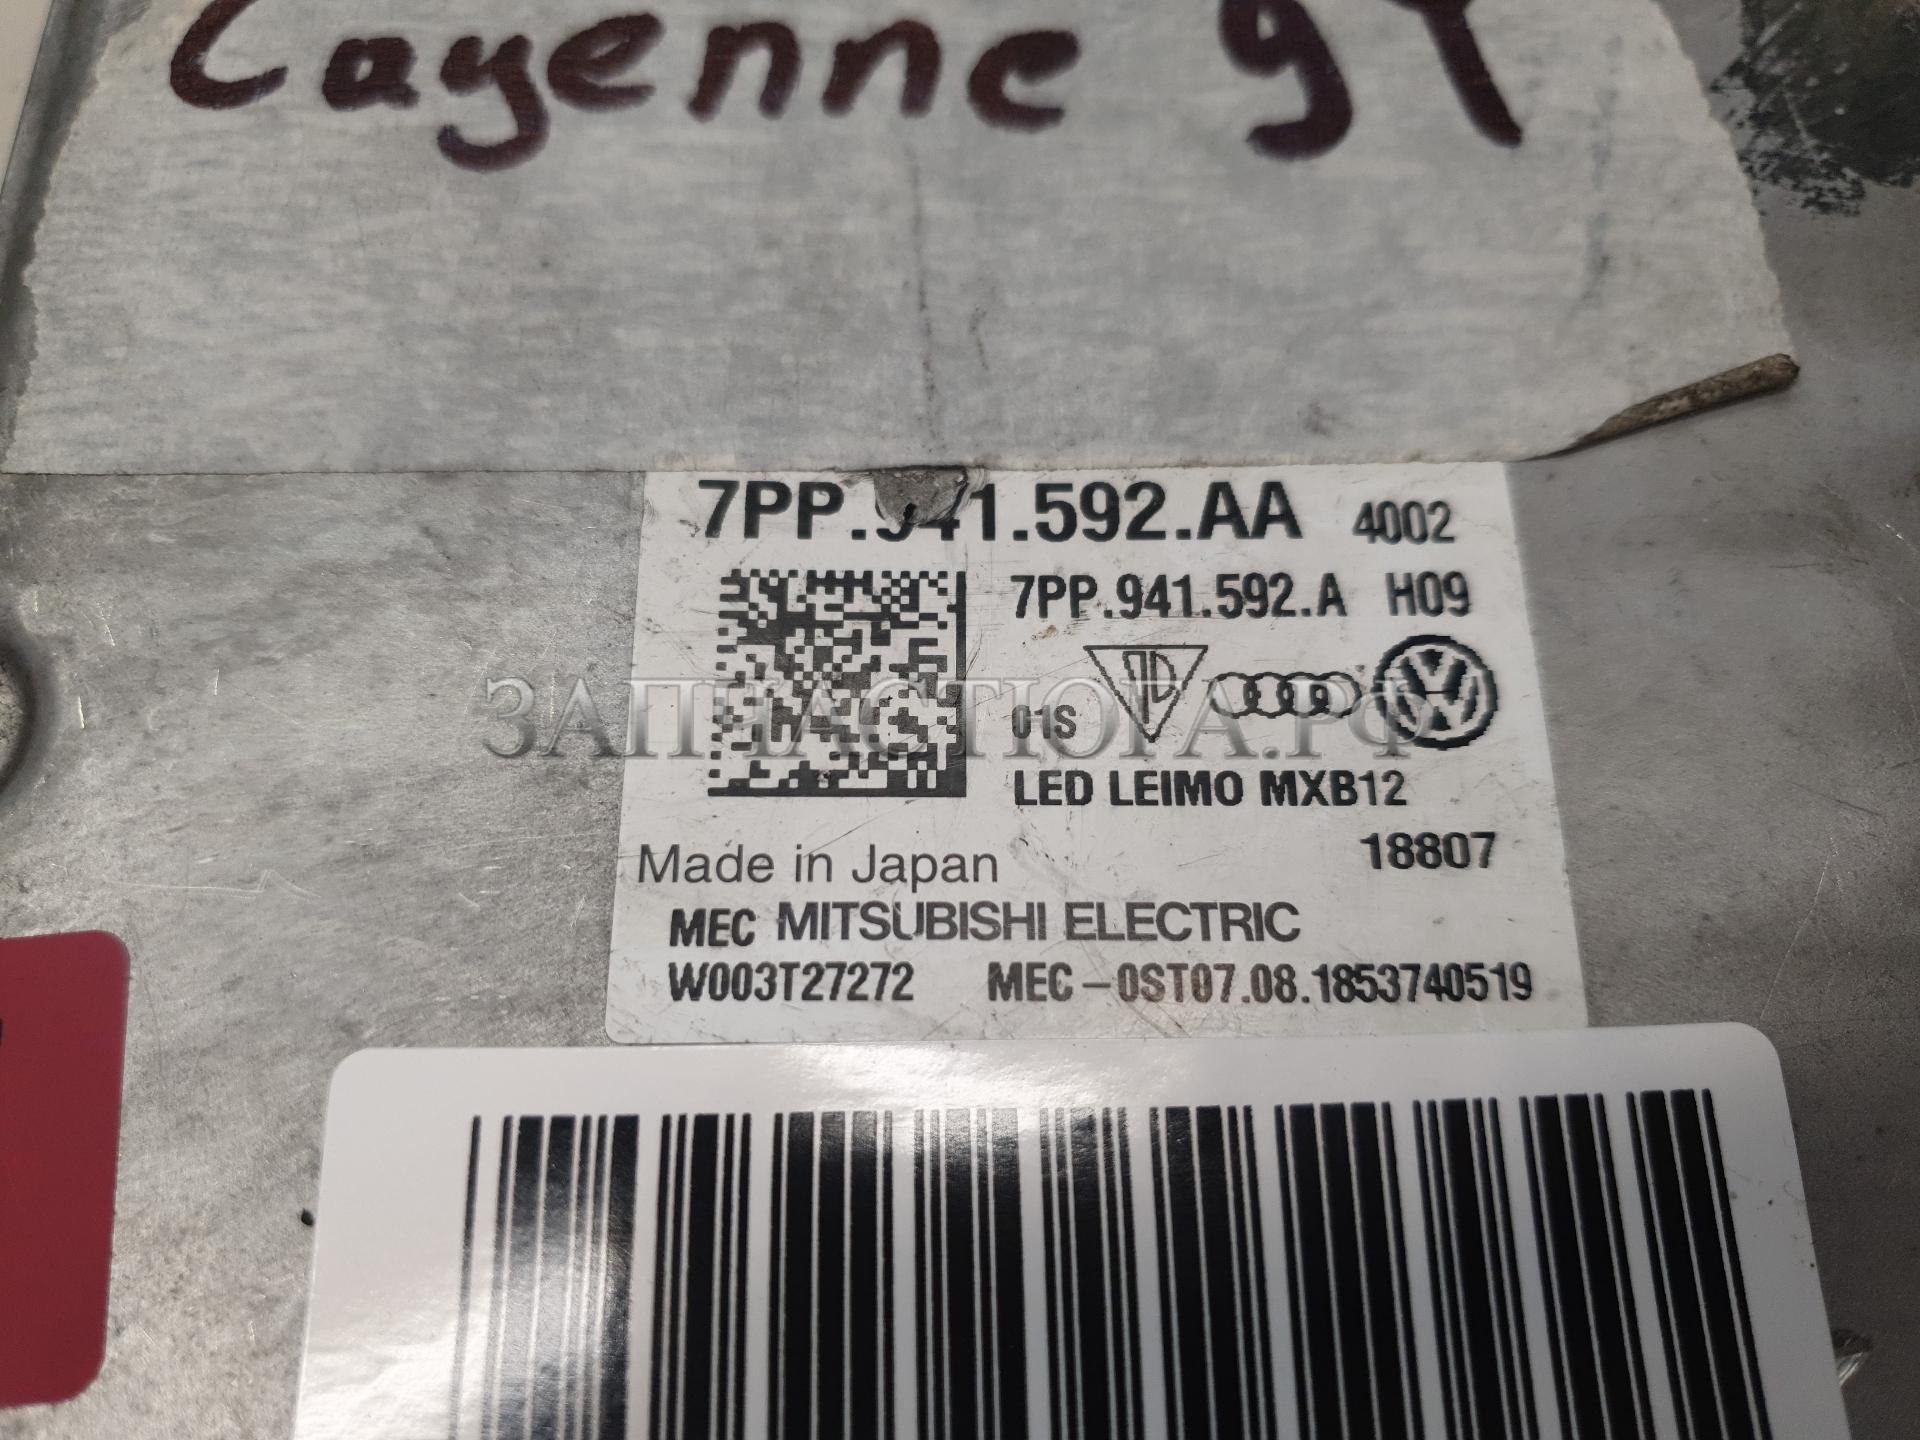 Cayenne 9Y
7PP.941.592.AA 4002
7PP.941.592.A H09
01S
ЗАПЧАСТЮГА.РФ
LED LEIMO MXB12
18807
Made in Japan
MEC MITSUBISHI ELECTRIC
W003T27272 MEC-0ST07.08.1853740519